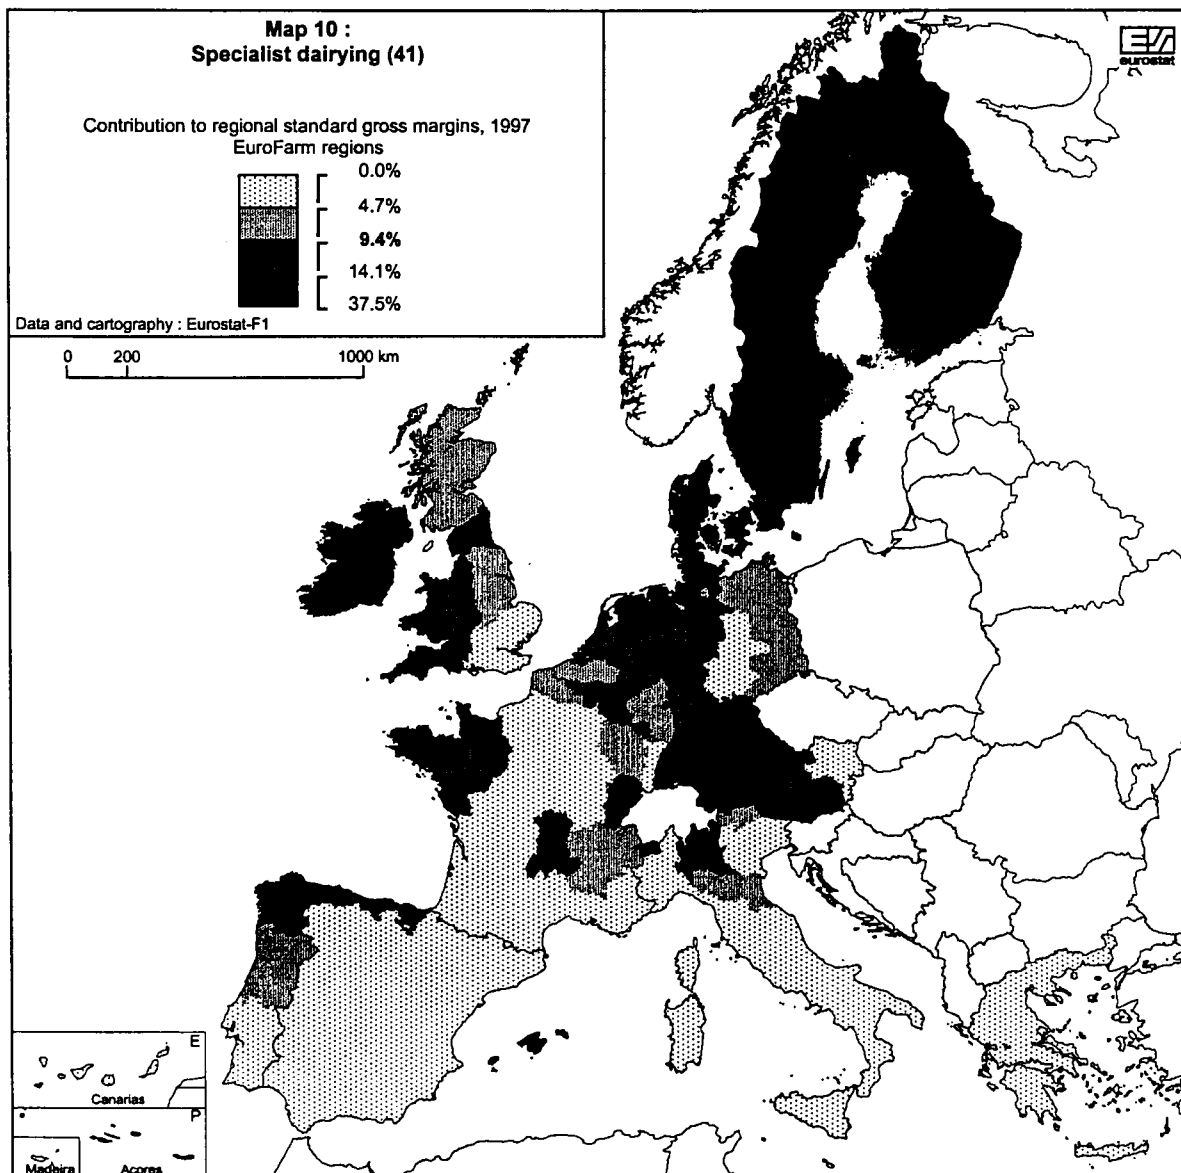 Map 10 :
Specialist dairying (41)
Contribution to regional standard gross margins, 1997
EuroFarm regions
0.0%
4.7%
9.4%
14.1%
37.5%
Data and cartography : Eurostat-F1
eurostat
0 200 1000 km
E
Canarias
P
Madeira Açores